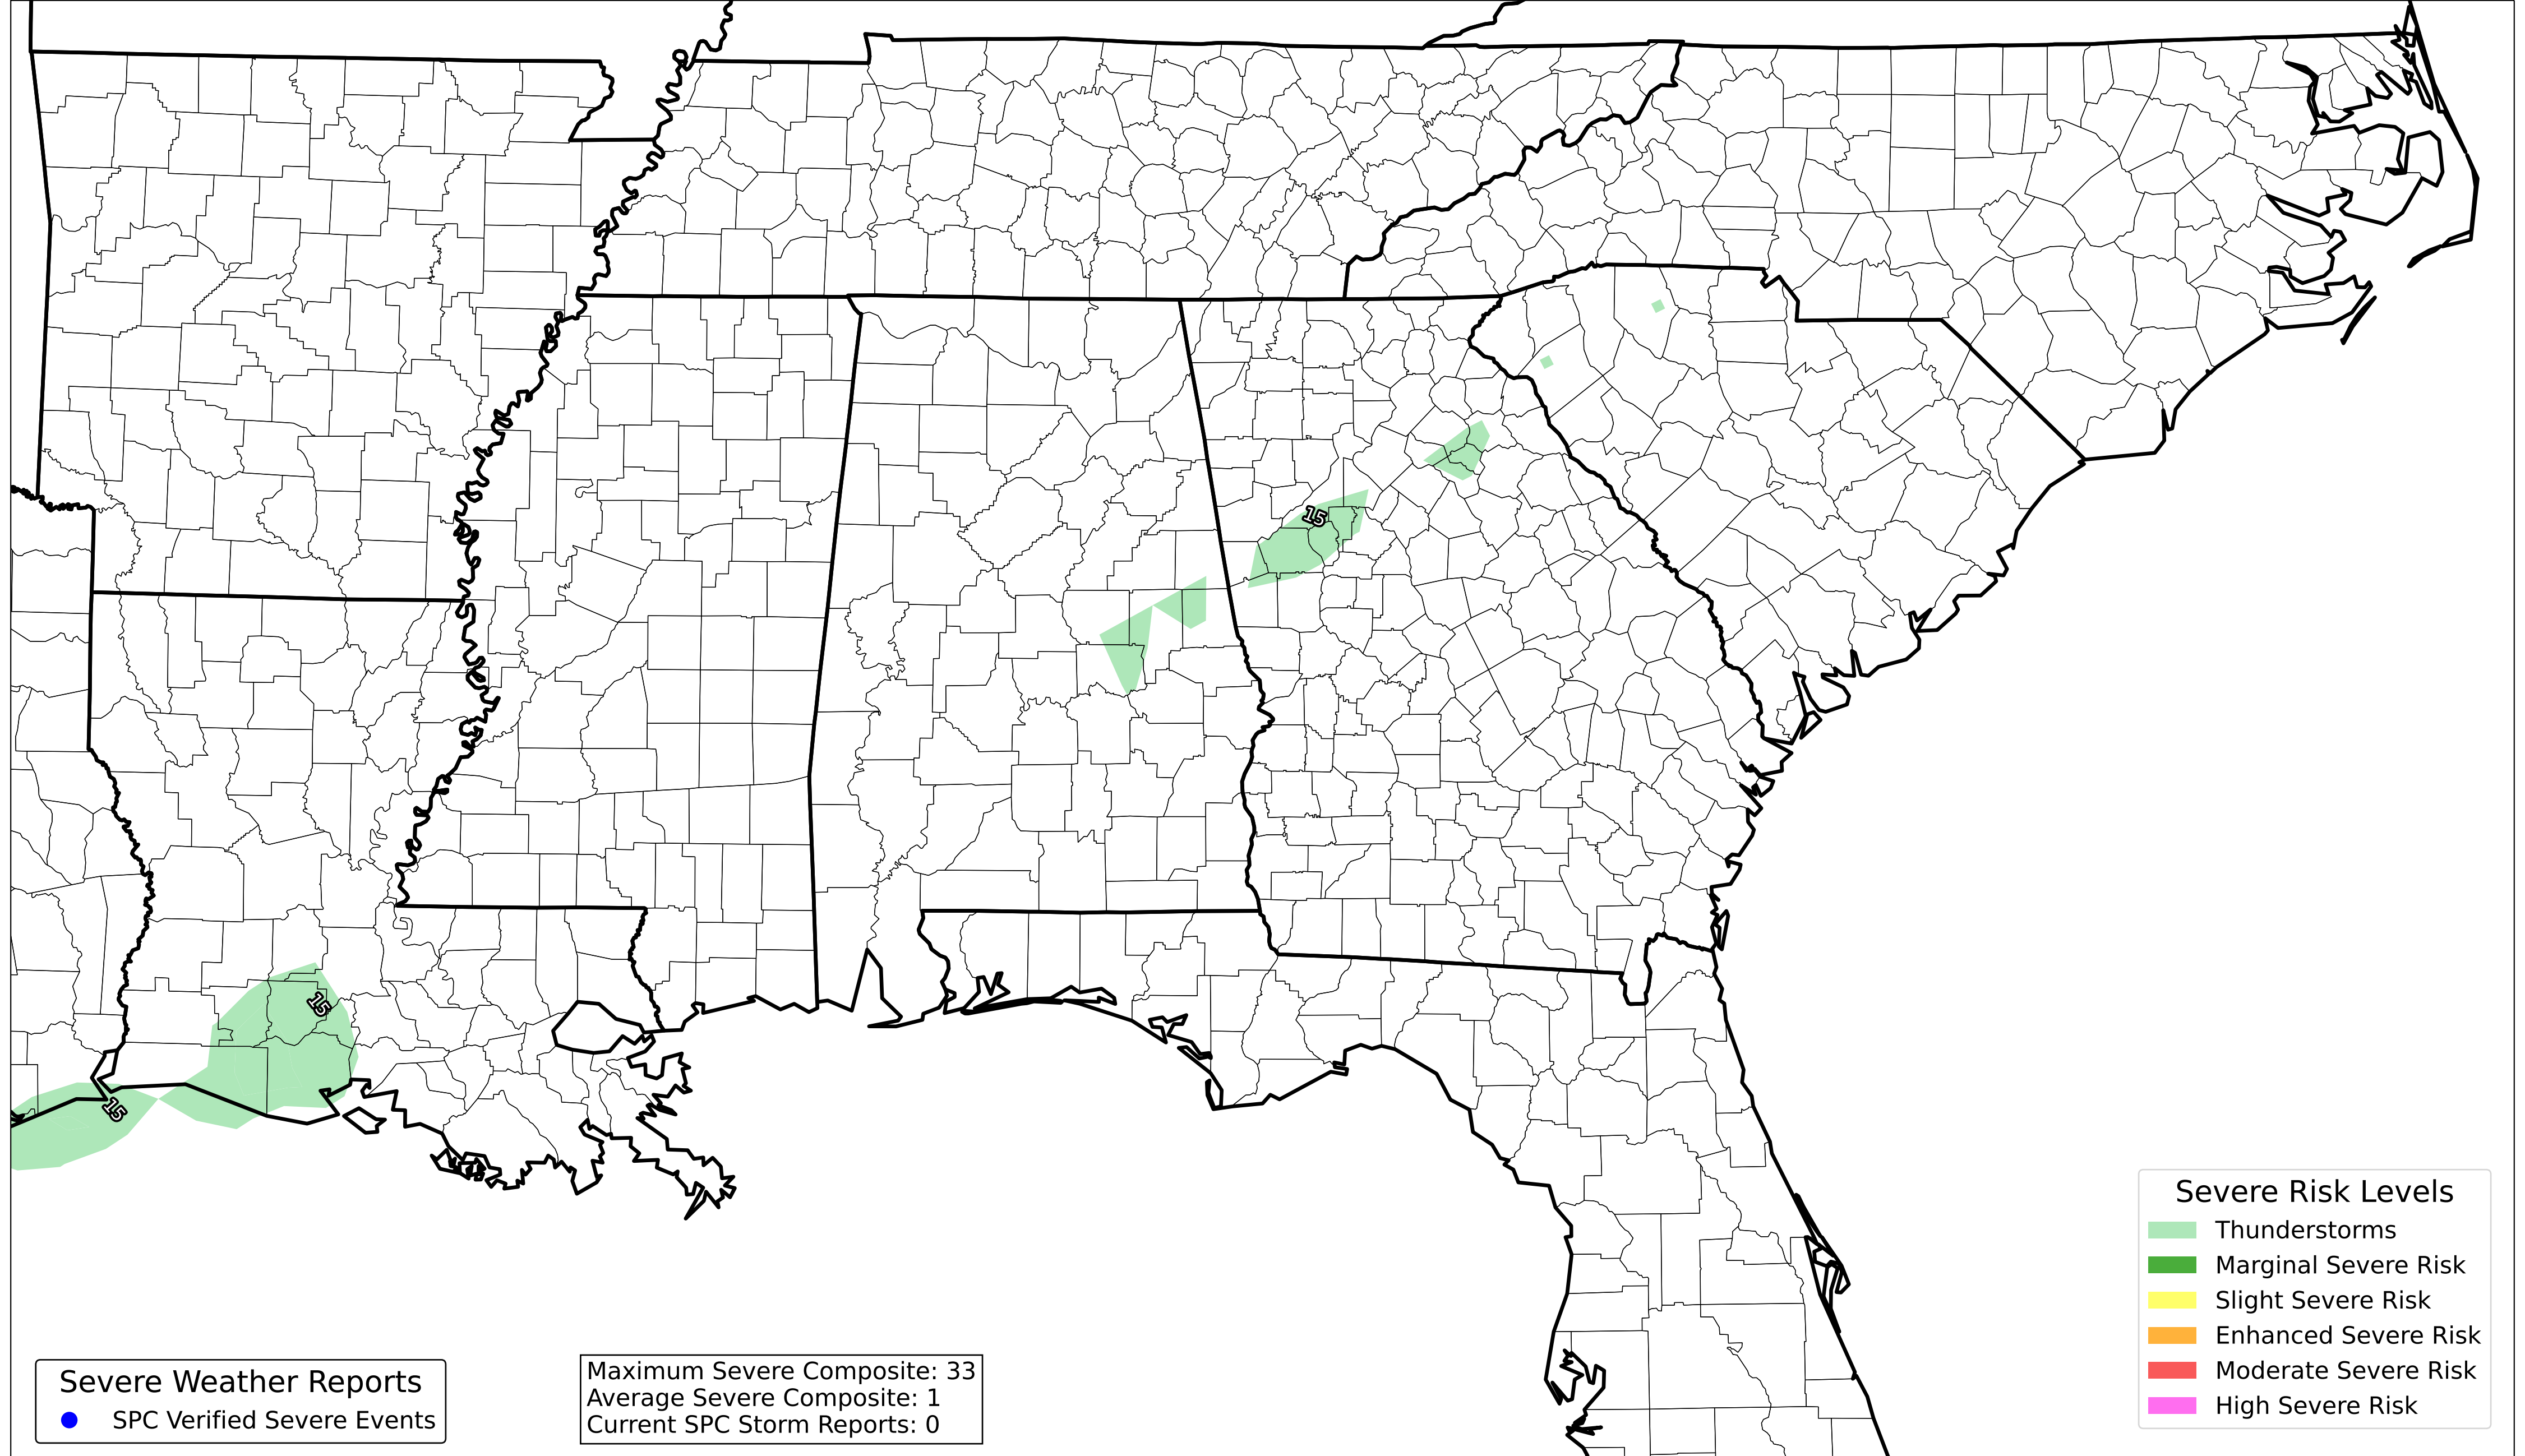 15
15
15
Severe Risk Levels
Thunderstorms
Marginal Severe Risk
Slight Severe Risk
Enhanced Severe Risk
Moderate Severe Risk
High Severe Risk
Severe Weather Reports
SPC Verified Severe Events
Maximum Severe Composite: 33
Average Severe Composite: 1
Current SPC Storm Reports: 0